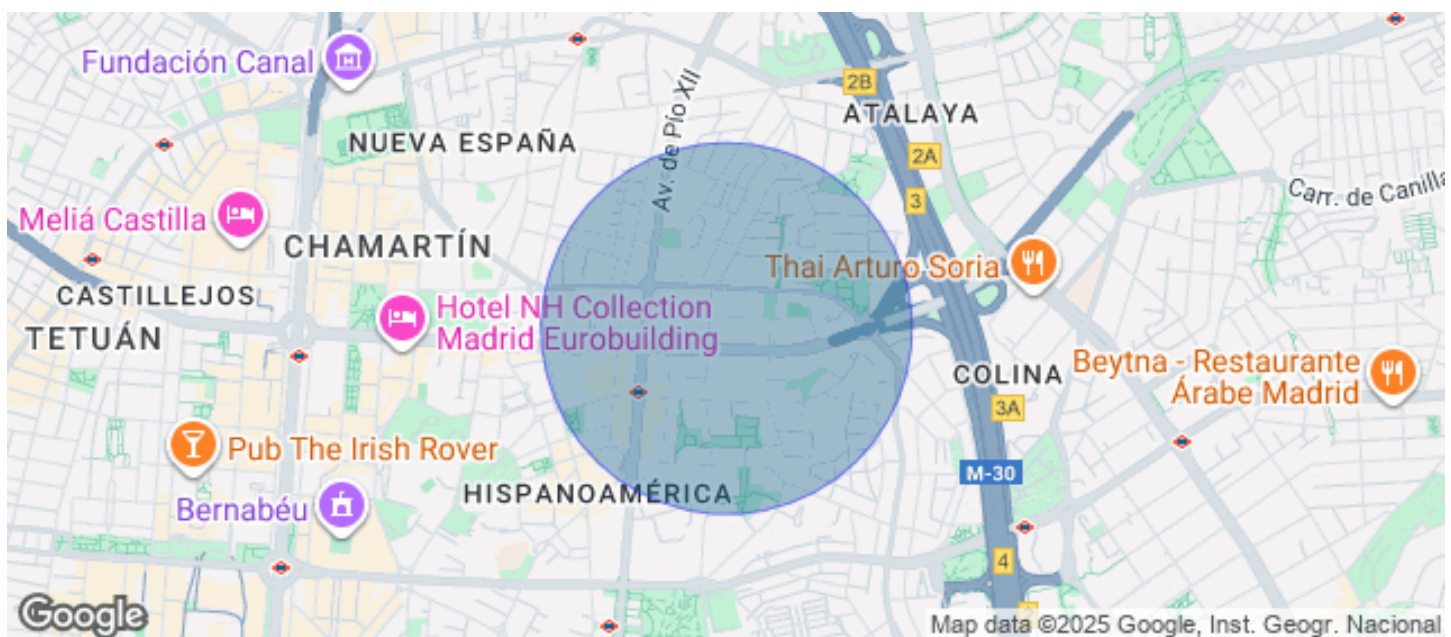 Fundación Canal
NUEVA ESPAÑA
Av. de Pío XII
2B
ATALAYA
2A
3
Carr. de Canilla
Meliá Castilla
CHAMARTÍN
Thai Arturo Soria
CASTILLEJOS
TETUÁN
Hotel NH Collection
Madrid Eurobuilding
COLINA
Beytna - Restaurante
Árabe Madrid
3A
Pub The Irish Rover
M-30
HISPANOAMÉRICA
Bernabéu
4
Google
Map data ©2025 Google, Inst. Geogr. Nacional